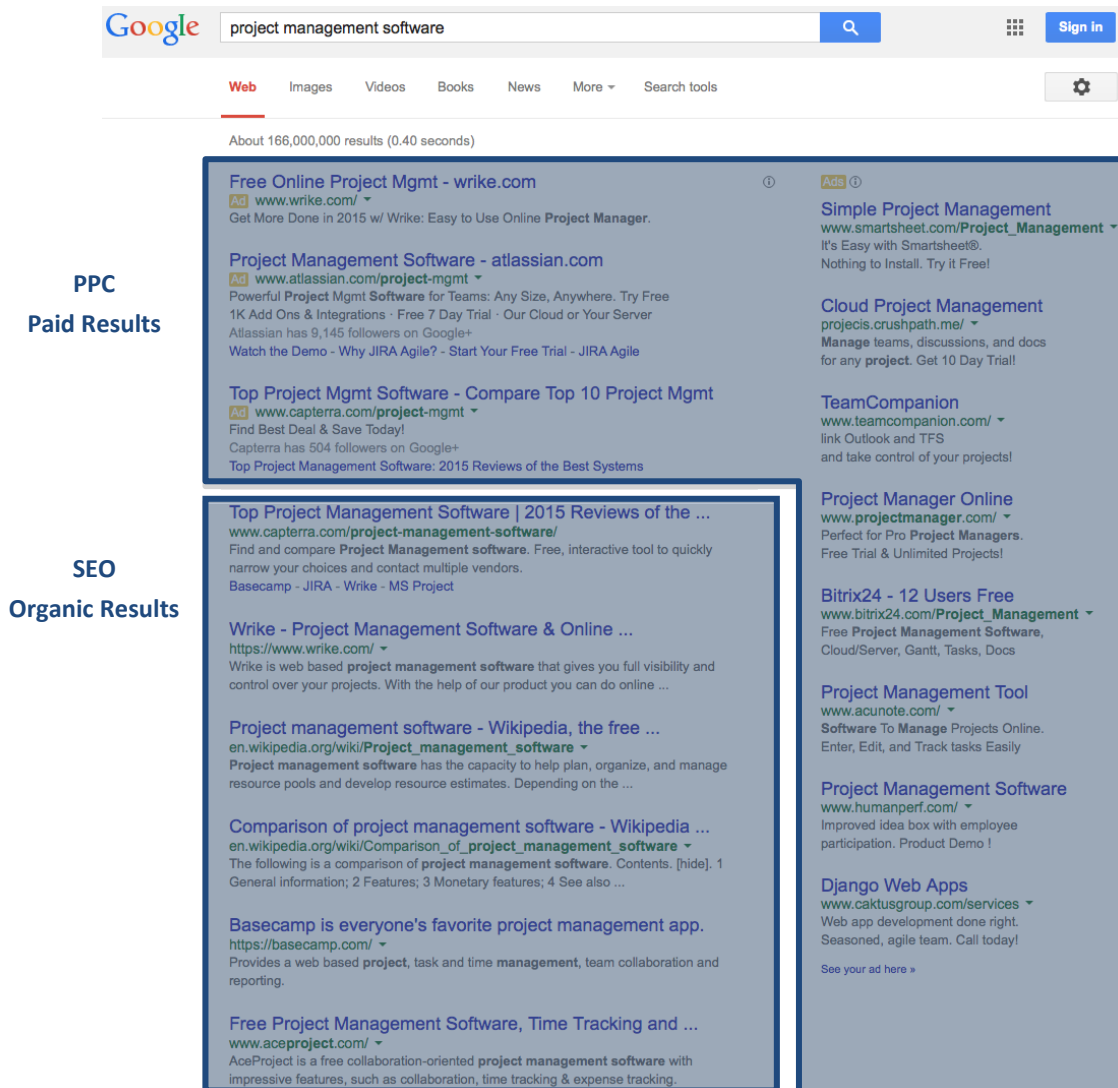 Google
project management software
Sign in
Web Images Videos Books News More Search tools
About 166,000,000 results (0.40 seconds)
PPC
Paid Results
Free Online Project Mgmt - wrike.com
Ad www.wrike.com/
Get More Done in 2015 w/ Wrike: Easy to Use Online Project Manager.
Project Management Software - atlassian.com
Ad www.atlassian.com/project-mgmt
Powerful Project Mgmt Software for Teams: Any Size, Anywhere. Try Free
1K Add Ons & Integrations · Free 7 Day Trial · Our Cloud or Your Server
Atlassian has 9,145 followers on Google+
Watch the Demo - Why JIRA Agile? - Start Your Free Trial - JIRA Agile
Top Project Mgmt Software - Compare Top 10 Project Mgmt
Ad www.capterra.com/project-mgmt
Find Best Deal & Save Today!
Capterra has 504 followers on Google+
Top Project Management Software: 2015 Reviews of the Best Systems
SEO
Organic Results
Top Project Management Software | 2015 Reviews of the ...
www.capterra.com/project-management-software/
Find and compare Project Management software. Free, interactive tool to quickly
narrow your choices and contact multiple vendors.
Basecamp - JIRA - Wrike - MS Project
Wrike - Project Management Software & Online ...
https://www.wrike.com/
Wrike is web based project management software that gives you full visibility and
control over your projects. With the help of our product you can do online ...
Project management software - Wikipedia, the free ...
en.wikipedia.org/wiki/Project_management_software
Project management software has the capacity to help plan, organize, and manage
resource pools and develop resource estimates. Depending on the ...
Comparison of project management software - Wikipedia ...
en.wikipedia.org/wiki/Comparison_of_project_management_software
The following is a comparison of project management software. Contents. [hide]. 1
General information; 2 Features; 3 Monetary features; 4 See also ...
Basecamp is everyone's favorite project management app.
https://basecamp.com/
Provides a web based project, task and time management, team collaboration and
reporting.
Free Project Management Software, Time Tracking and ...
www.aceproject.com/
AceProject is a free collaboration-oriented project management software with
impressive features, such as collaboration, time tracking & expense tracking.
Ads
Simple Project Management
www.smartsheet.com/Project_Management
It's Easy with Smartsheet®.
Nothing to Install. Try it Free!
Cloud Project Management
projecis.crushpath.me/
Manage teams, discussions, and docs
for any project. Get 10 Day Trial!
TeamCompanion
www.teamcompanion.com/
link Outlook and TFS
and take control of your projects!
Project Manager Online
www.projectmanager.com/
Perfect for Pro Project Managers.
Free Trial & Unlimited Projects!
Bitrix24 - 12 Users Free
www.bitrix24.com/Project_Management
Free Project Management Software,
Cloud/Server, Gantt, Tasks, Docs
Project Management Tool
www.acunote.com/
Software To Manage Projects Online.
Enter, Edit, and Track tasks Easily
Project Management Software
www.humanperf.com/
Improved idea box with employee
participation. Product Demo !
Django Web Apps
www.caktusgroup.com/services
Web app development done right.
Seasoned, agile team. Call today!
See your ad here »